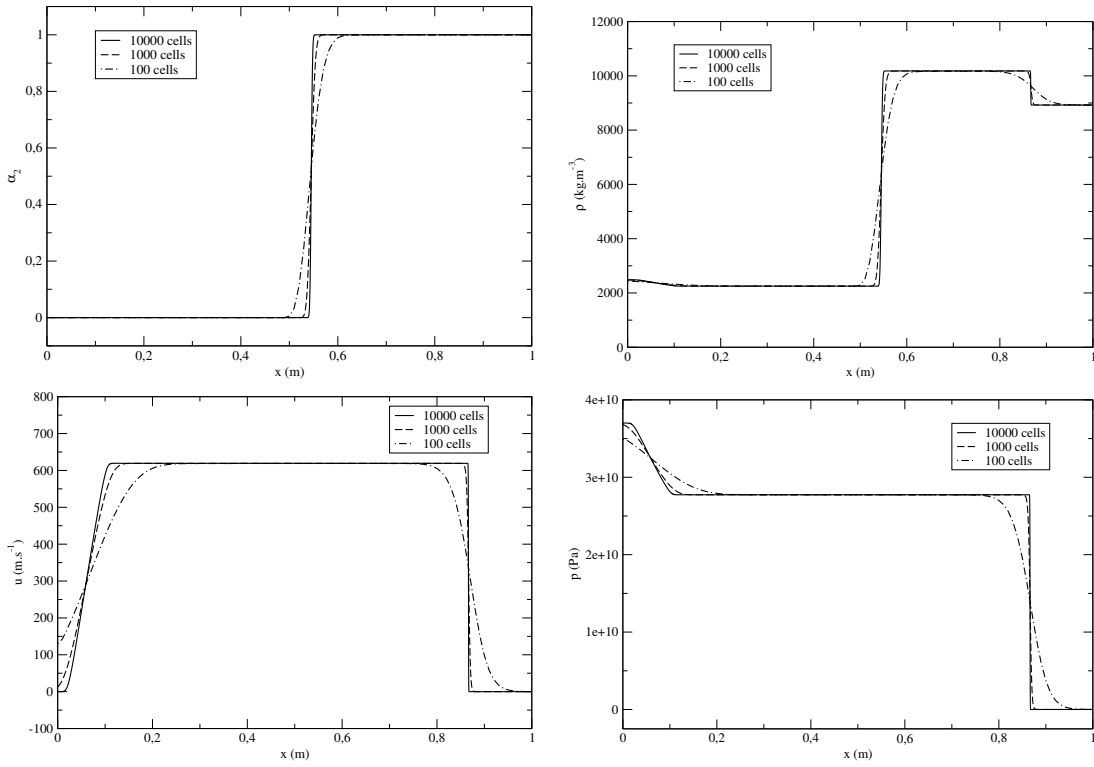 α2
1
0,8
0,6
0,4
0,2
0
10000 cells
1000 cells
100 cells
0 0,2 0,4 0,6 0,8 1
x (m)
ρ (kg.m-3)
12000
10000
8000
6000
4000
2000
0
10000 cells
1000 cells
100 cells
0 0,2 0,4 0,6 0,8 1
x (m)
u (m.s-1)
800
700
600
500
400
300
200
100
0
-100
10000 cells
1000 cells
100 cells
0 0,2 0,4 0,6 0,8 1
x (m)
p (Pa)
4e+10
3e+10
2e+10
1e+10
0
10000 cells
1000 cells
100 cells
0 0,2 0,4 0,6 0,8 1
x (m)